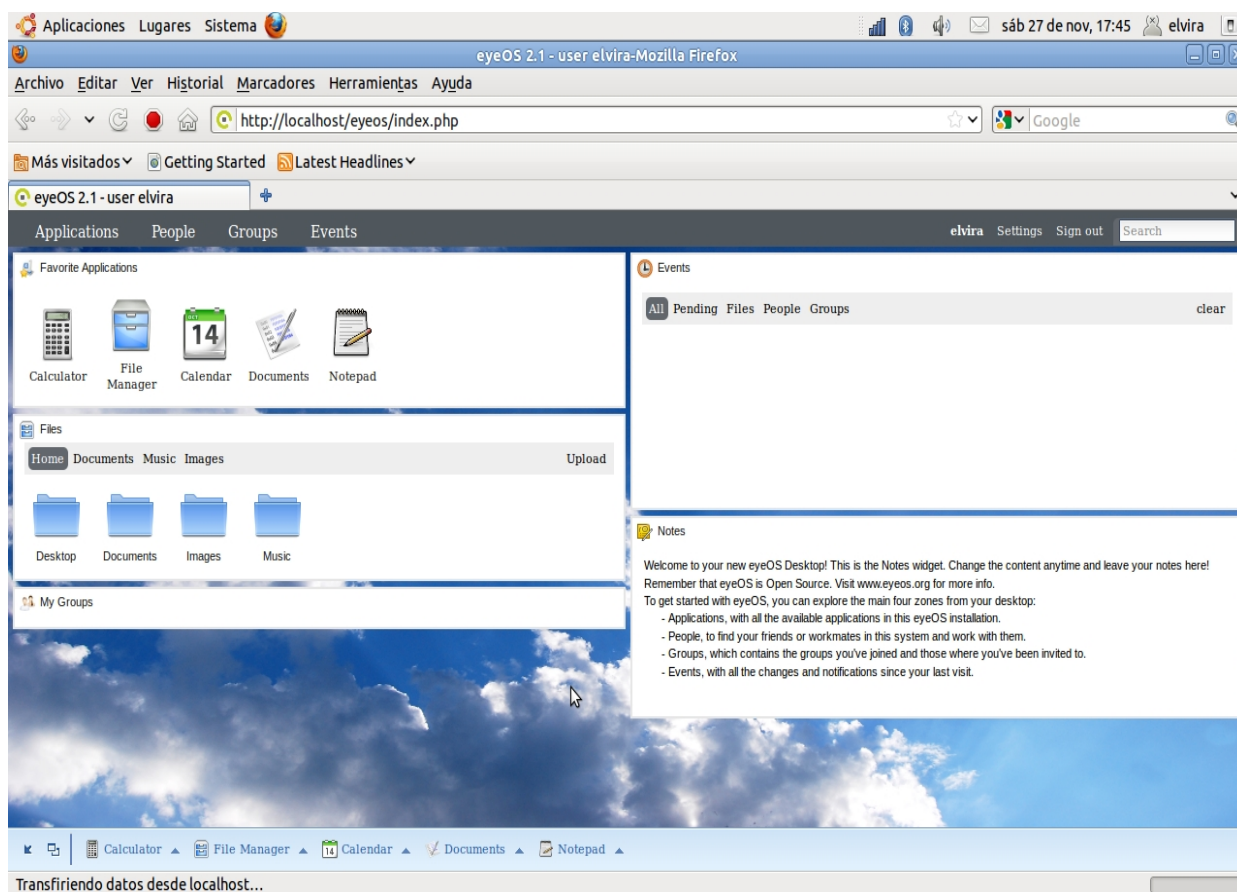 Aplicaciones Lugares Sistema sáb 27 de nov, 17:45 elvira
eyeOS 2.1 - user elvira-Mozilla Firefox
Archivo Editar Ver Historial Marcadores Herramientas Ayuda
http://localhost/eyeos/index.php Google
Más visitados Getting Started Latest Headlines
eyeOS 2.1 - user elvira
Applications People Groups Events elvira Settings Sign out Search
Favorite Applications
OCT
14
Calculator File Manager Calendar Documents Notepad
Files
Home Documents Music Images Upload
Desktop Documents Images Music
My Groups
Events
All Pending Files People Groups clear
Notes
Welcome to your new eyeOS Desktop! This is the Notes widget. Change the content anytime and leave your notes here!
Remember that eyeOS is Open Source. Visit www.eyeos.org for more info.
To get started with eyeOS, you can explore the main four zones from your desktop:
- Applications, with all the available applications in this eyeOS installation.
- People, to find your friends or workmates in this system and work with them.
- Groups, which contains the groups you've joined and those where you've been invited to.
- Events, with all the changes and notifications since your last visit.
Calculator File Manager 14 Calendar Documents Notepad
Transfiriendo datos desde localhost...